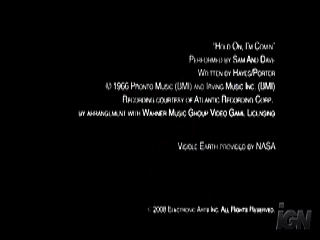 "Hold On, I'm Comin"
Performed by Sam And Dave
Written by Hayes/Porter
© 1966 Pronto Music (BMI) and Irving Music Inc. (BMI)
Recording courtesy of Atlantic Recording Corp.
by arrangement with Warner Music Group Video Game Licensing
Visible Earth provided by NASA
© 2008 Electronic Arts Inc. All Rights Reserved.
IGN